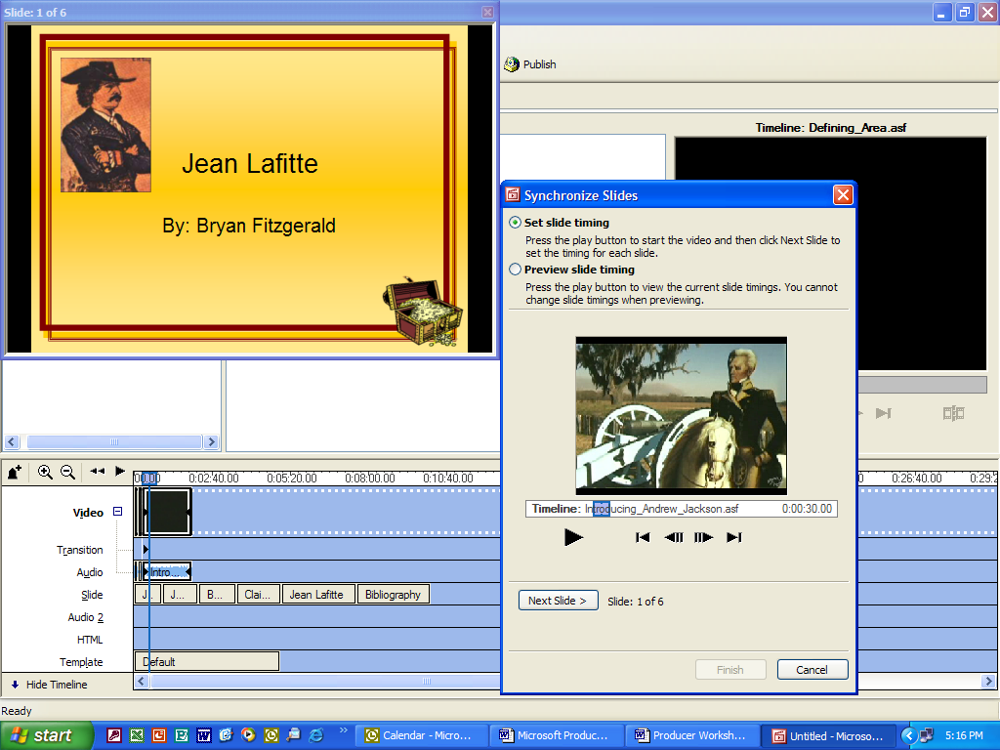 Slide: 1 of 6
Jean Lafitte
By: Bryan Fitzgerald
Publish
Timeline: Defining_Area.asf
Synchronize Slides
Set slide timing
Press the play button to start the video and then click Next Slide to
set the timing for each slide.
Preview slide timing
Press the play button to view the current slide timings. You cannot
change slide timings when previewing.
Timeline: Introducing_Andrew_Jackson.asf 0:00:30.00
Next Slide > Slide: 1 of 6
Finish Cancel
0:02:40.00 0:05:20.00 0:08:00.00 0:10:40.00 0:26:40.00
Video
Transition
Audio Intro...
Slide J... J... B... Clai... Jean Lafitte Bibliography
Audio 2
HTML
Template Default
Hide Timeline
Ready
start Calendar - Micro... Microsoft Produc... Producer Worksh... Untitled - Microso... 5:16 PM